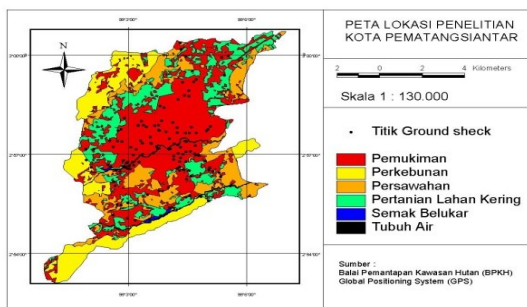 PETA LOKASI PENELITIAN
KOTA PEMATANGSIANTAR
N
2 0 2 4 Kilometers
Skala 1 : 130.000
Titik Ground sheck
Pemukiman
Perkebunan
Persawahan
Pertanian Lahan Kering
Semak Belukar
Tubuh Air
Sumber :
Balai Pemantapan Kawasan Hutan (BPKH)
Global Positioning System (GPS)